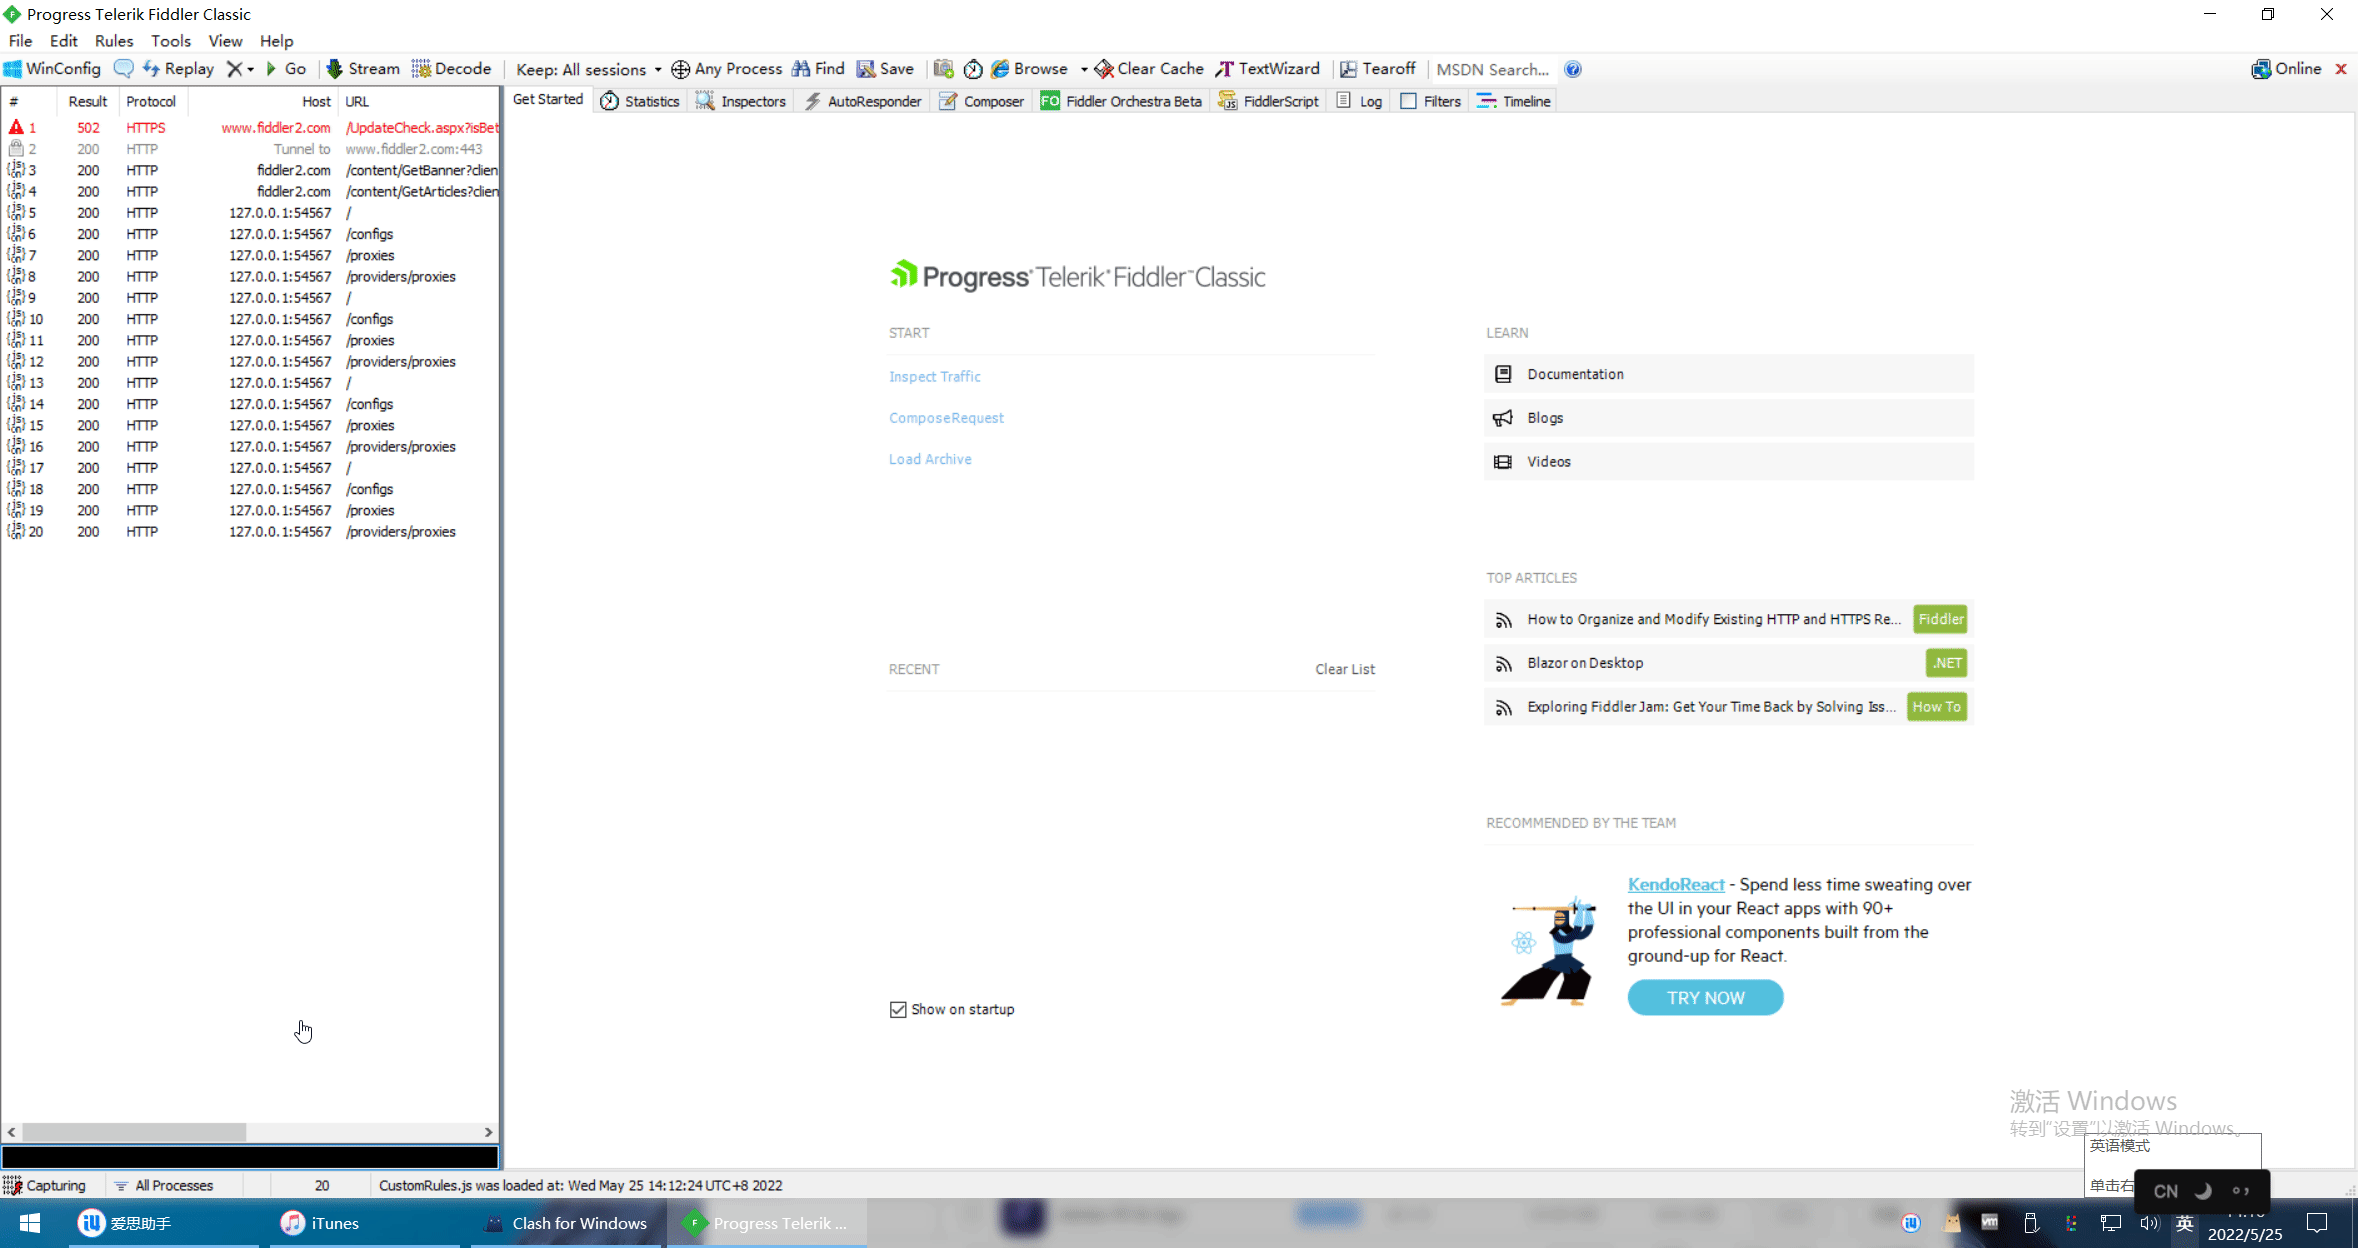 Progress Telerik Fiddler Classic
File Edit Rules Tools View Help
WinConfig Replay Go Stream Decode Keep: All sessions Any Process Find Save Browse Clear Cache TextWizard Tearoff MSDN Search... Online
# Result Protocol Host URL
Get Started Statistics Inspectors AutoResponder Composer FO Fiddler Orchestra Beta FiddlerScript Log Filters Timeline
1 502 HTTPS www.fiddler2.com /UpdateCheck.aspx?isBet
2 200 HTTP Tunnel to www.fiddler2.com:443
3 200 HTTP fiddler2.com /content/GetBanner?clien
4 200 HTTP fiddler2.com /content/GetArticles?clien
5 200 HTTP 127.0.0.1:54567 /
6 200 HTTP 127.0.0.1:54567 /configs
7 200 HTTP 127.0.0.1:54567 /proxies
8 200 HTTP 127.0.0.1:54567 /providers/proxies
9 200 HTTP 127.0.0.1:54567 /
10 200 HTTP 127.0.0.1:54567 /configs
11 200 HTTP 127.0.0.1:54567 /proxies
12 200 HTTP 127.0.0.1:54567 /providers/proxies
13 200 HTTP 127.0.0.1:54567 /
14 200 HTTP 127.0.0.1:54567 /configs
15 200 HTTP 127.0.0.1:54567 /proxies
16 200 HTTP 127.0.0.1:54567 /providers/proxies
17 200 HTTP 127.0.0.1:54567 /
18 200 HTTP 127.0.0.1:54567 /configs
19 200 HTTP 127.0.0.1:54567 /proxies
20 200 HTTP 127.0.0.1:54567 /providers/proxies
Progress Telerik Fiddler™ Classic
START
Inspect Traffic
Compose Request
Load Archive
RECENT Clear List
Show on startup
LEARN
Documentation
Blogs
Videos
TOP ARTICLES
How to Organize and Modify Existing HTTP and HTTPS Re... Fiddler
Blazor on Desktop .NET
Exploring Fiddler Jam: Get Your Time Back by Solving Iss... How To
RECOMMENDED BY THE TEAM
KendoReact - Spend less time sweating over
the UI in your React apps with 90+
professional components built from the
ground-up for React.
TRY NOW
激活 Windows
转到"设置"以激活 Windows。
英语模式
单击右
CN
Capturing All Processes 20 CustomRules.js was loaded at: Wed May 25 14:12:24 UTC+8 2022
爱思助手 iTunes Clash for Windows Progress Telerik ... 英
2022/5/25